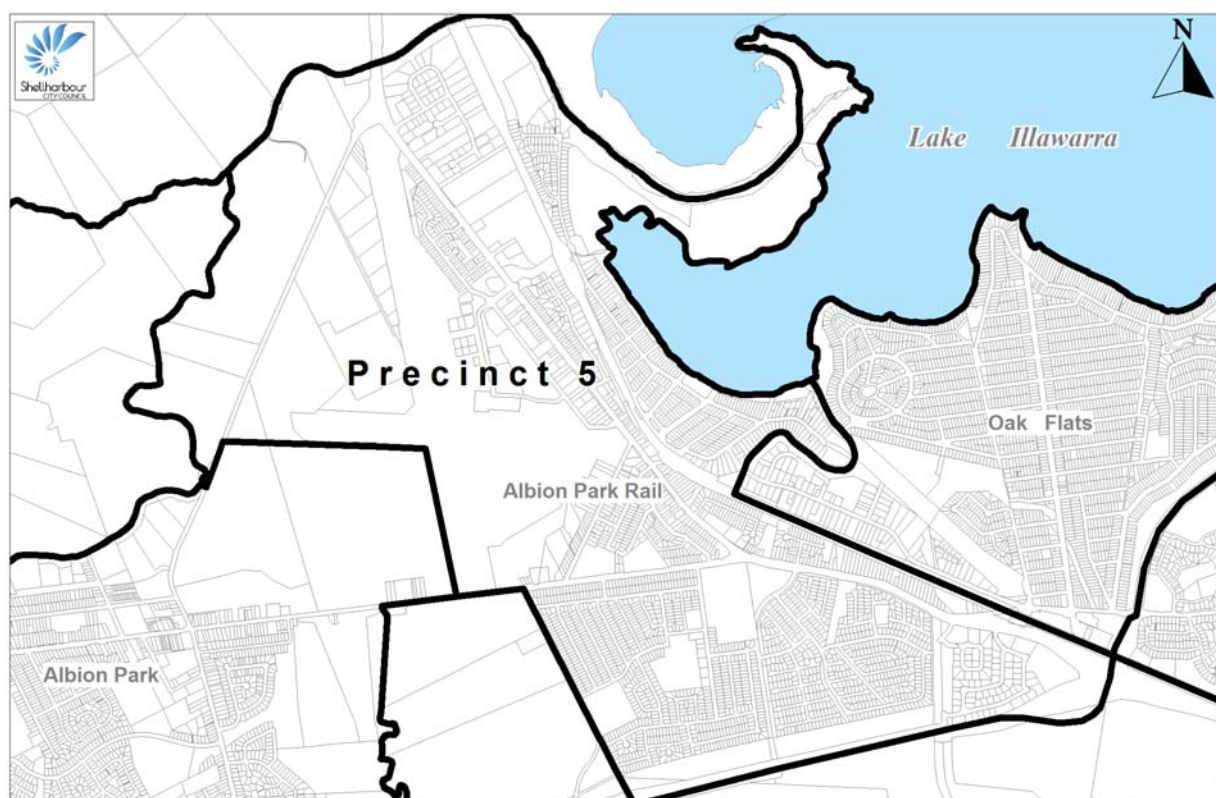 Shellharbour
CITY COUNCIL
N
Lake Illawarra
Precinct 5
Oak Flats
Albion Park Rail
Albion Park